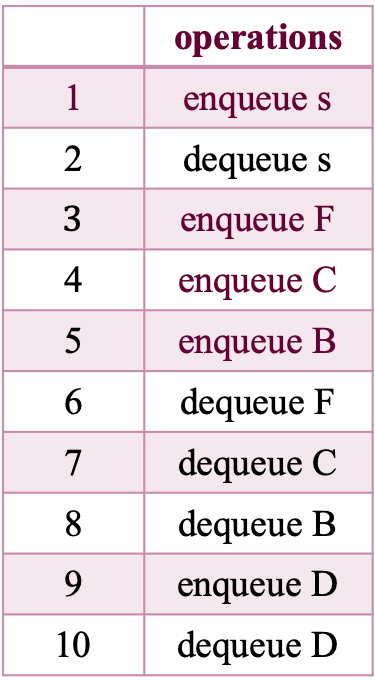 operations
1 enqueue s
2 dequeue s
3 enqueue F
4 enqueue C
5 enqueue B
6 dequeue F
7 dequeue C
8 dequeue B
9 enqueue D
10 dequeue D